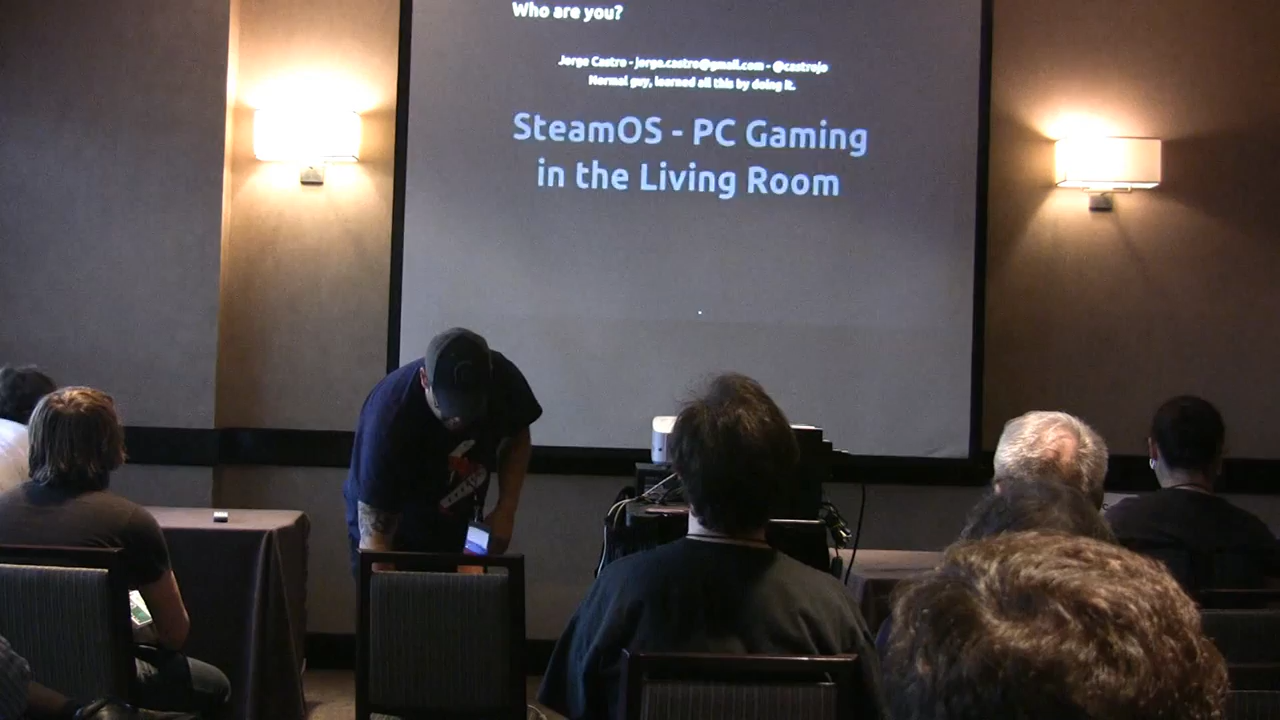 Who are you?
Jorge Castro - jorge.castro@gmail.com - @castrojo
Normal guy, learned all this by doing it.
SteamOS - PC Gaming
in the Living Room